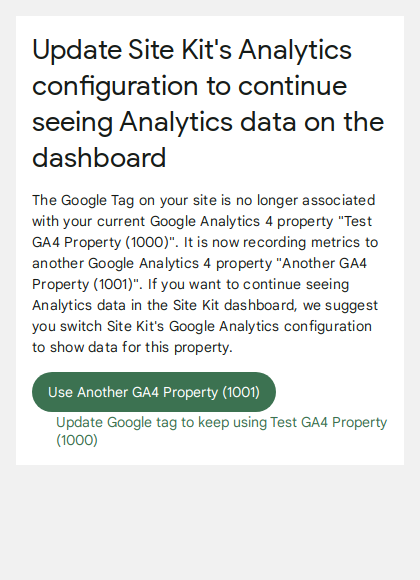 Update Site Kit's Analytics
configuration to continue
seeing Analytics data on the
dashboard
The Google Tag on your site is no longer associated
with your current Google Analytics 4 property "Test
GA4 Property (1000)". It is now recording metrics to
another Google Analytics 4 property "Another GA4
Property (1001)". If you want to continue seeing
Analytics data in the Site Kit dashboard, we suggest
you switch Site Kit's Google Analytics configuration
to show data for this property.
Use Another GA4 Property (1001)
Update Google tag to keep using Test GA4 Property
(1000)